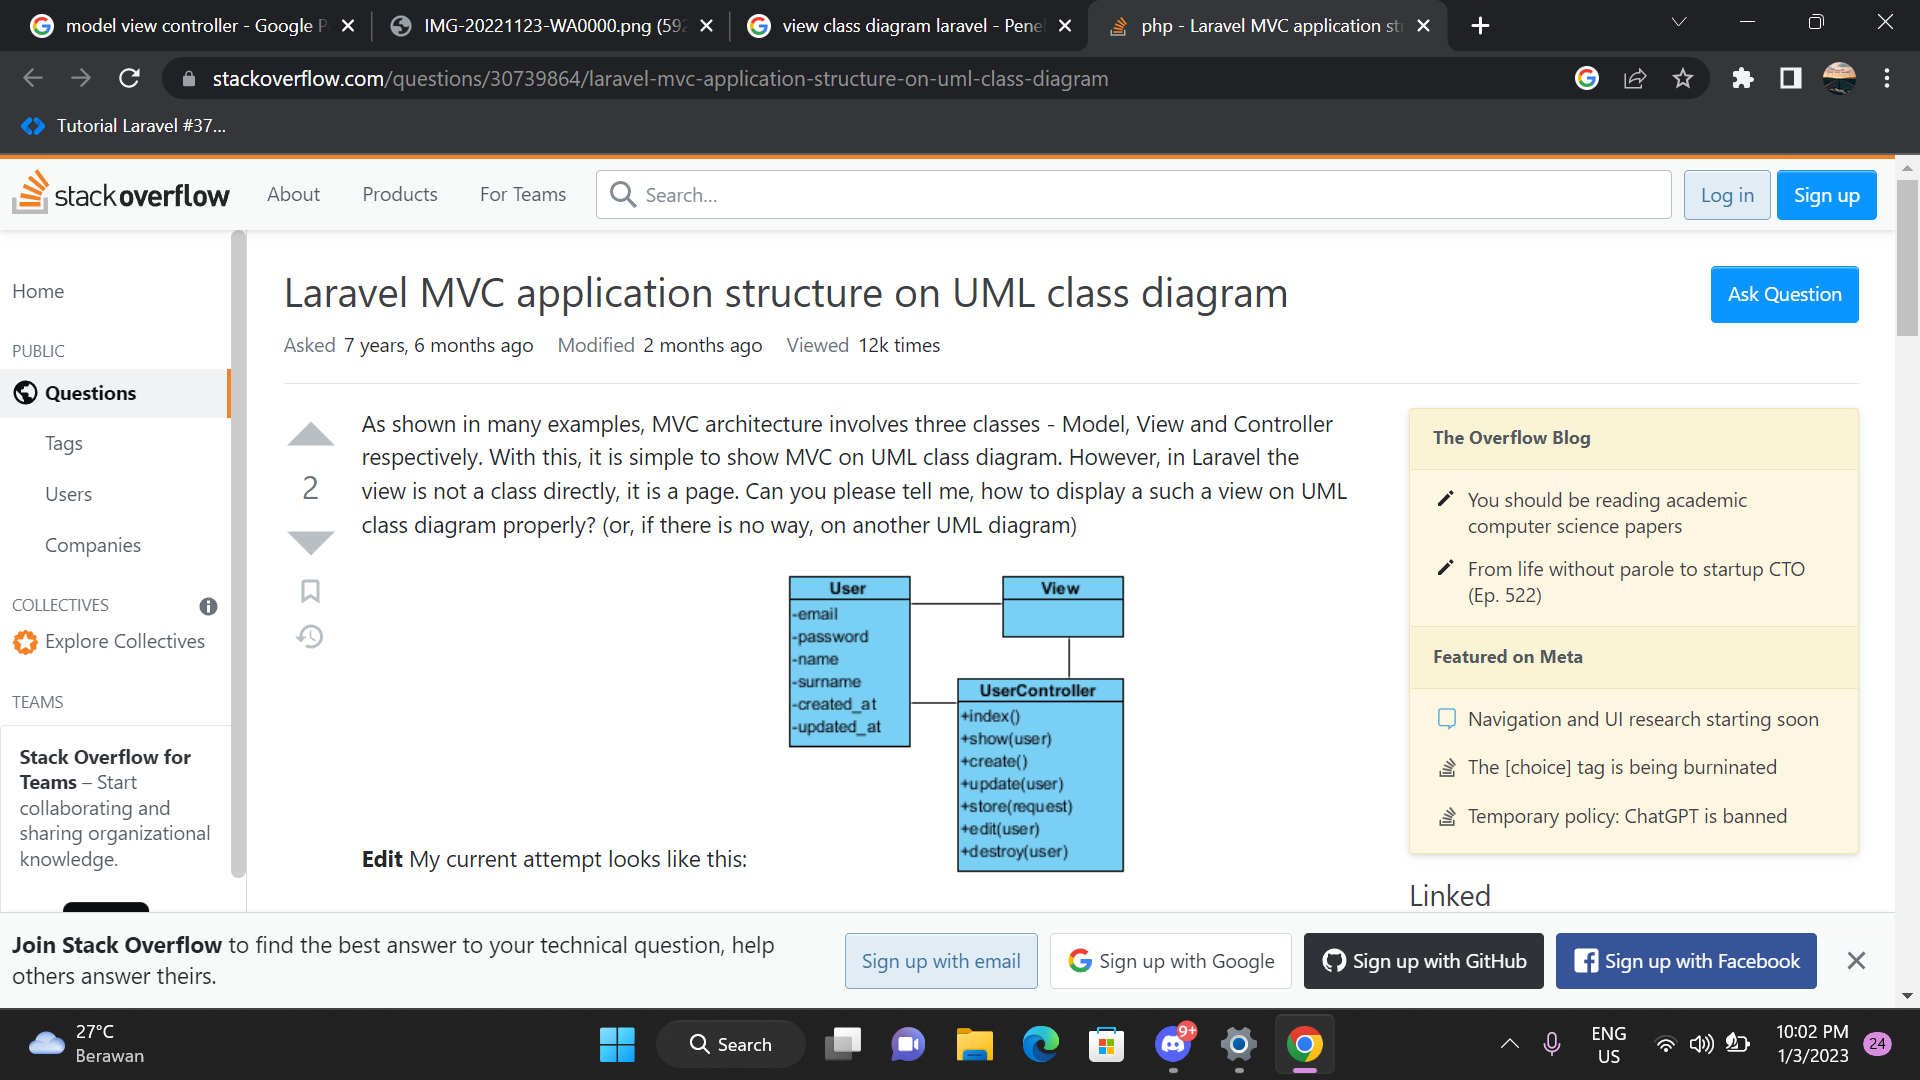 model view controller - Google P
IMG-20221123-WA0000.png (592
view class diagram laravel - Penel
php - Laravel MVC application str
stackoverflow.com/questions/30739864/laravel-mvc-application-structure-on-uml-class-diagram
Tutorial Laravel #37...
stackoverflow
About
Products
For Teams
Search...
Log in
Sign up
Home
PUBLIC
Questions
Tags
Users
Companies
COLLECTIVES
Explore Collectives
TEAMS
Stack Overflow for
Teams – Start
collaborating and
sharing organizational
knowledge.
Laravel MVC application structure on UML class diagram
Ask Question
Asked 7 years, 6 months ago Modified 2 months ago Viewed 12k times
2
As shown in many examples, MVC architecture involves three classes - Model, View and Controller
respectively. With this, it is simple to show MVC on UML class diagram. However, in Laravel the
view is not a class directly, it is a page. Can you please tell me, how to display a such a view on UML
class diagram properly? (or, if there is no way, on another UML diagram)
User
-email
-password
-name
-surname
-created_at
-updated_at
View
UserController
+index()
+show(user)
+create()
+update(user)
+store(request)
+edit(user)
+destroy(user)
Edit My current attempt looks like this:
The Overflow Blog
You should be reading academic
computer science papers
From life without parole to startup CTO
(Ep. 522)
Featured on Meta
Navigation and UI research starting soon
The [choice] tag is being burninated
Temporary policy: ChatGPT is banned
Linked
Join Stack Overflow to find the best answer to your technical question, help
others answer theirs.
Sign up with email
Sign up with Google
Sign up with GitHub
Sign up with Facebook
27°C
Berawan
Search
9+
ENG
US
10:02 PM
1/3/2023
24